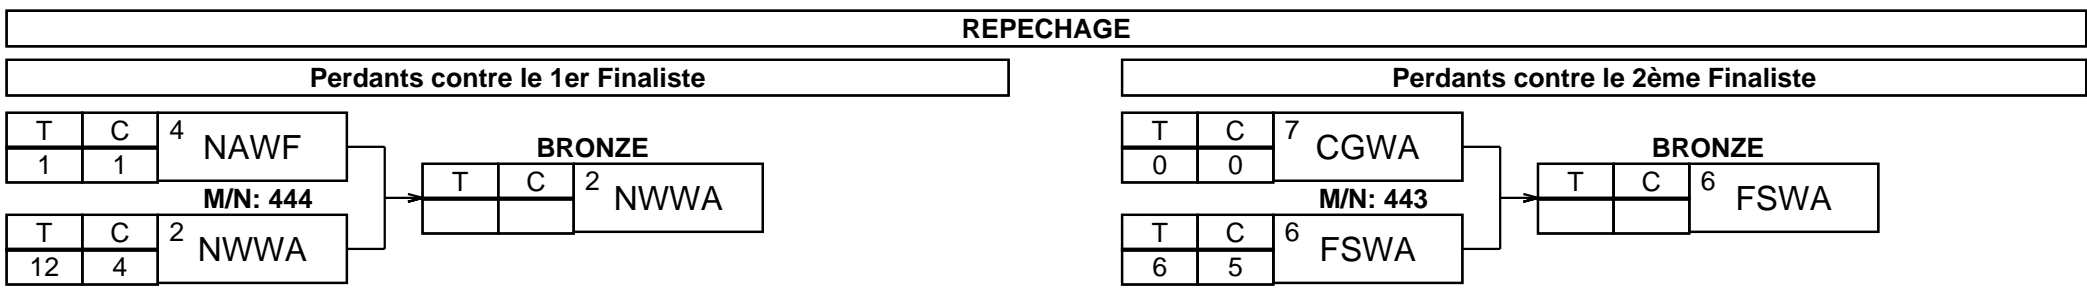 REPECHAGE
Perdants contre le 1er Finaliste
T C 4 NAWF
1 1
M/N: 444
T C 2 NWWA
12 4
BRONZE
T C 2 NWWA
Perdants contre le 2ème Finaliste
T C 7 CGWA
0 0
M/N: 443
T C 6 FSWA
6 5
BRONZE
T C 6 FSWA